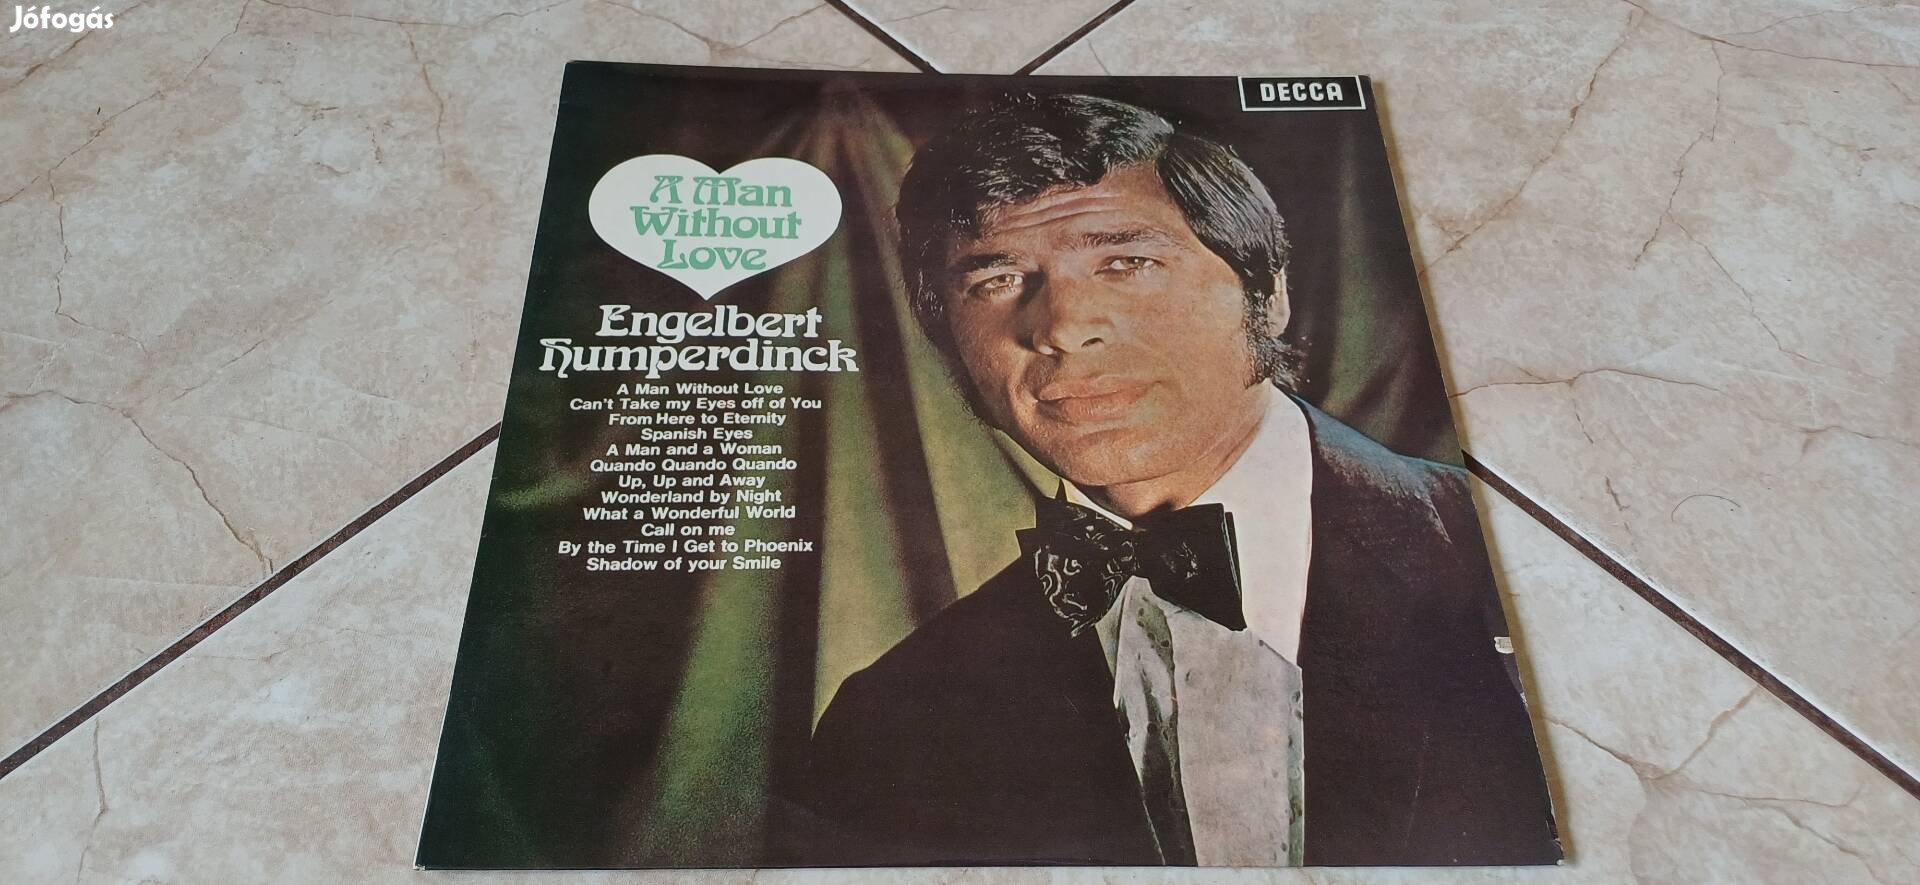 Jófogás
DECCA
A Man
Without
Love
Engelbert
Humperdinck
A Man Without Love
Can't Take my Eyes off of You
From Here to Eternity
Spanish Eyes
A Man and a Woman
Quando Quando Quando
Up, Up and Away
Wonderland by Night
What a Wonderful World
Call on me
By the Time I Get to Phoenix
Shadow of your Smile